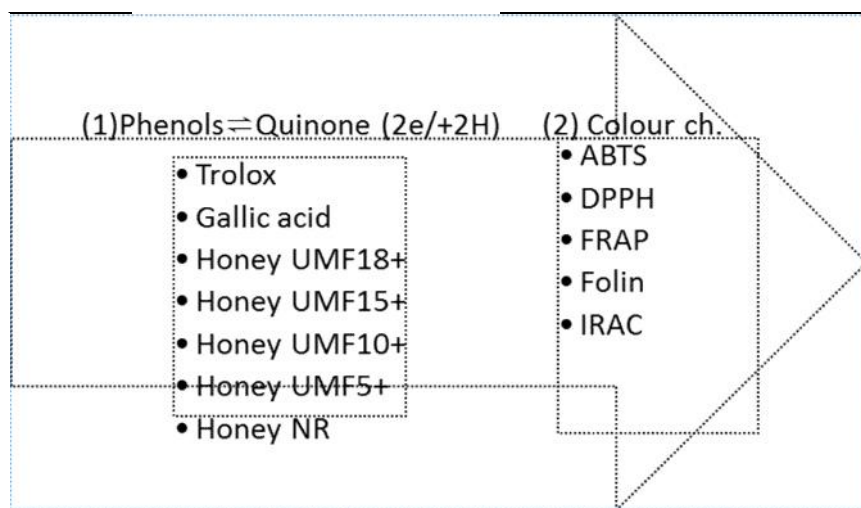 (1)Phenols⇌Quinone (2e/+2H)
• Trolox
• Gallic acid
• Honey UMF18+
• Honey UMF15+
• Honey UMF10+
• Honey UMF5+
• Honey NR
(2) Colour ch.
• ABTS
• DPPH
• FRAP
• Folin
• IRAC